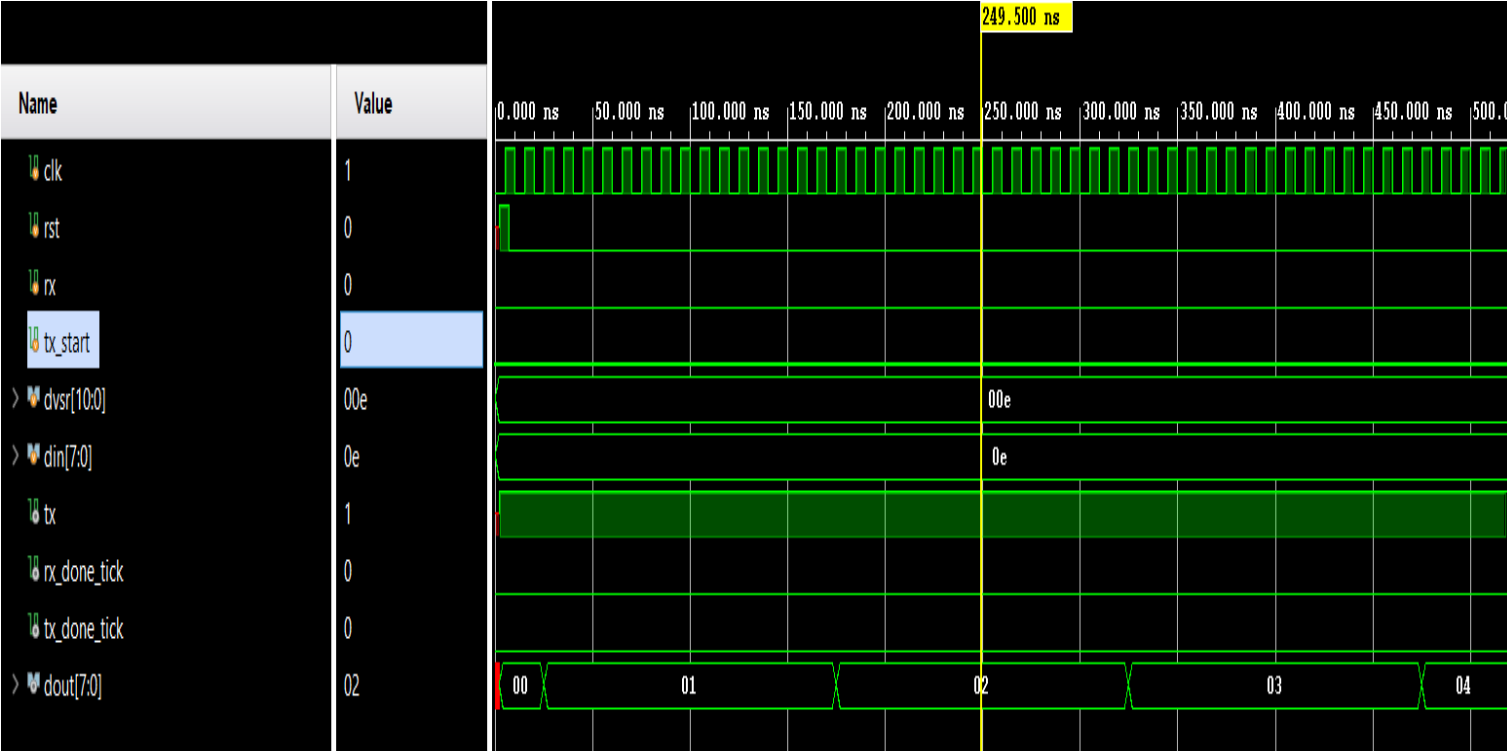 249.500 ns
Name
Value
0.000 ns
50.000 ns
100.000 ns
150.000 ns
200.000 ns
250.000 ns
300.000 ns
350.000 ns
400.000 ns
450.000 ns
500.0
clk
1
rst
0
rx
0
tx_start
0
dvsr[10:0]
00e
00e
din[7:0]
0e
0e
tx
1
rx_done_tick
0
tx_done_tick
0
dout[7:0]
02
00
01
02
03
04